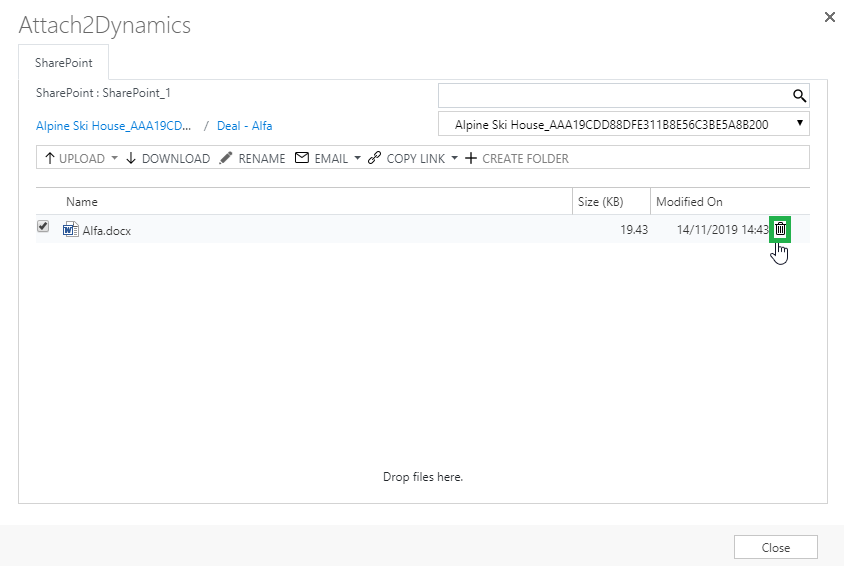 Attach2Dynamics
SharePoint
SharePoint : SharePoint_1
Alpine Ski House_AAA19CD... / Deal - Alfa
Alpine Ski House_AAA19CDD88DFE311B8E56C3BE5A8B200
UPLOAD DOWNLOAD RENAME EMAIL COPY LINK CREATE FOLDER
Name Size (KB) Modified On
Alfa.docx 19.43 14/11/2019 14:43
Drop files here.
Close